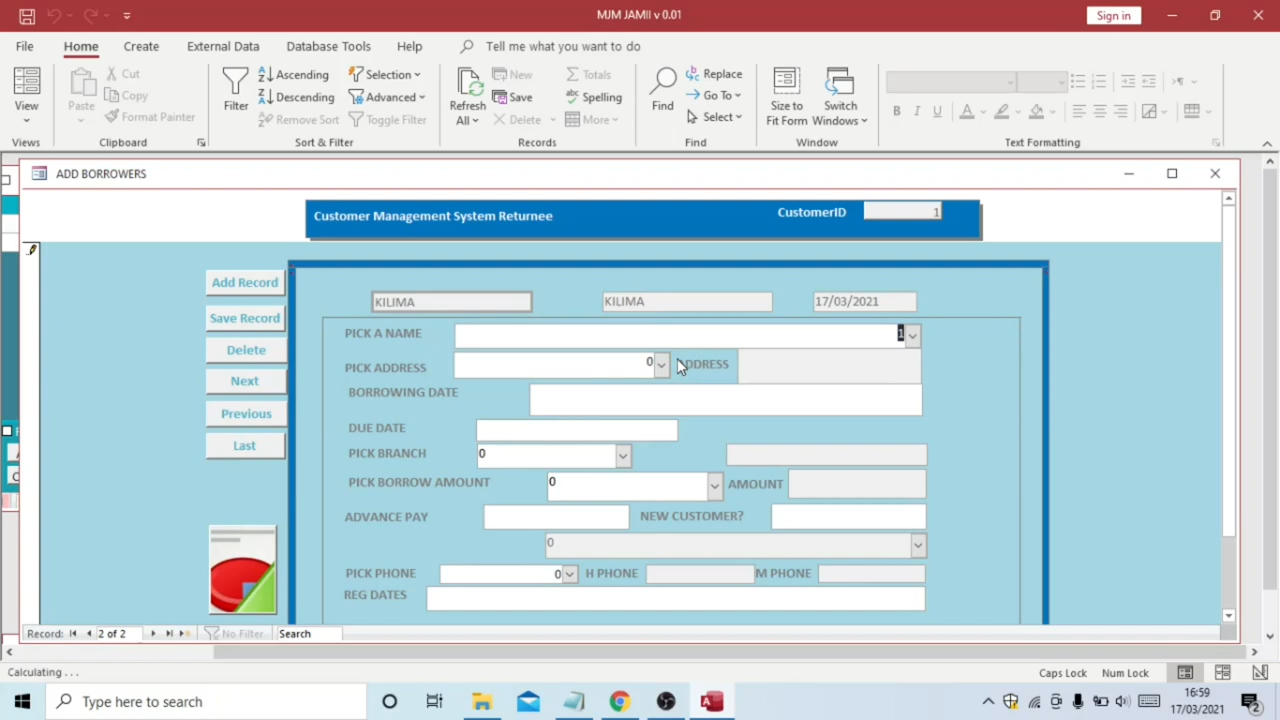 MJM JAMII v 0.01
Sign in
File Home Create External Data Database Tools Help Tell me what you want to do
View
Views
Paste
Cut
Copy
Format Painter
Clipboard
Filter
Ascending
Descending
Remove Sort
Selection
Advanced
Toggle Filter
Sort & Filter
Refresh All
New
Save
Delete
Totals
Spelling
More
Records
Find
Replace
Go To
Select
Find
Size to Fit Form
Switch Windows
Window
B I U A
Text Formatting
ADD BORROWERS
Customer Management System Returnee
CustomerID 1
Add Record
Save Record
Delete
Next
Previous
Last
KILIMA KILIMA 17/03/2021
PICK A NAME 1
PICK ADDRESS 0 DDRESS
BORROWING DATE
DUE DATE
PICK BRANCH 0
PICK BORROW AMOUNT 0 AMOUNT
ADVANCE PAY NEW CUSTOMER?
0
PICK PHONE 0 H PHONE M PHONE
REG DATES
Record: 2 of 2 No Filter Search
Calculating . . . Caps Lock Num Lock
Type here to search
16:59
17/03/2021
2